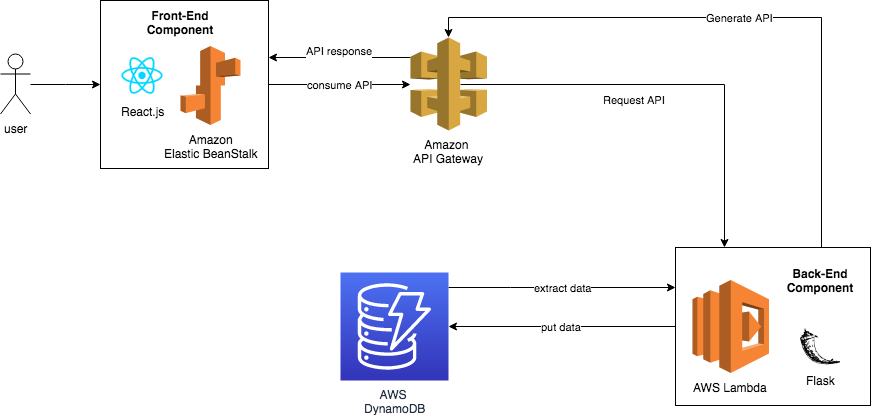 Front-End
Component
Generate API
API response
consume API
React.js
Request API
user
Amazon
Elastic BeanStalk
Amazon
API Gateway
Back-End
Component
extract data
put data
AWS Lambda
Flask
AWS
DynamoDB